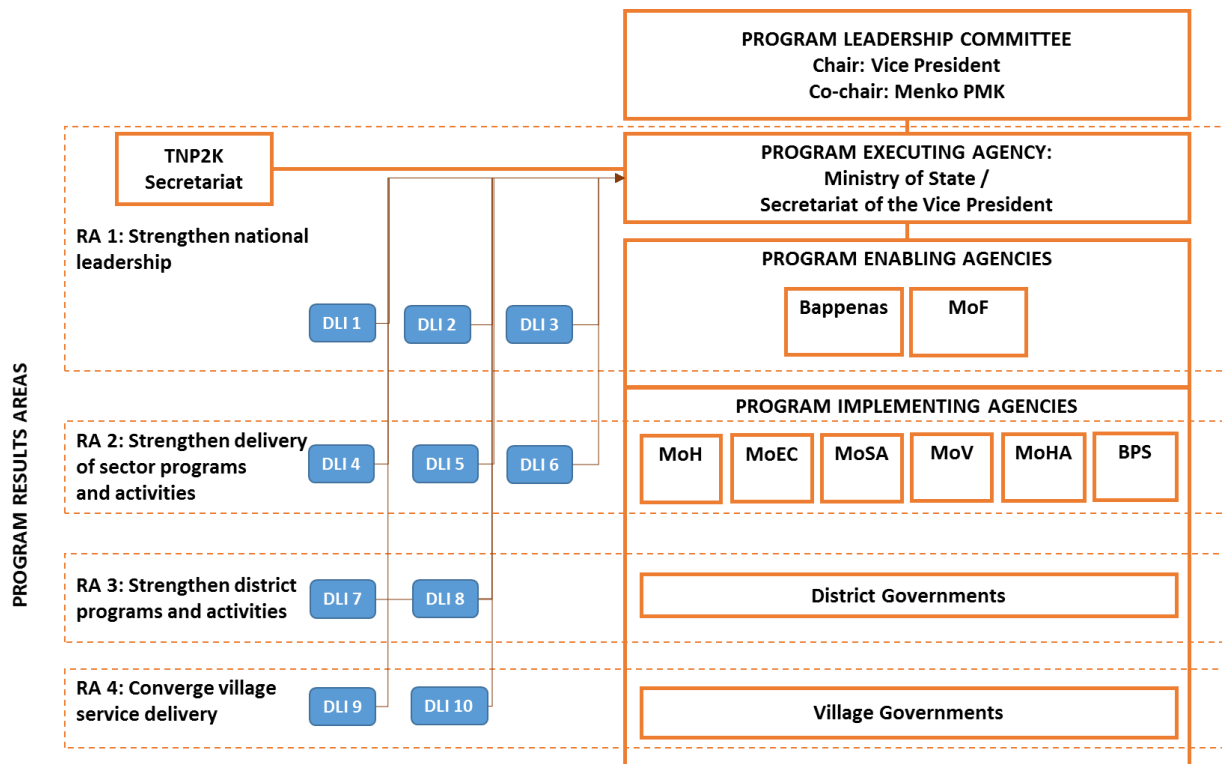 PROGRAM LEADERSHIP COMMITTEE
Chair: Vice President
Co-chair: Menko PMK
TNP2K
Secretariat
PROGRAM EXECUTING AGENCY:
Ministry of State /
Secretariat of the Vice President
RA 1: Strengthen national
leadership
PROGRAM ENABLING AGENCIES
Bappenas
MoF
DLI 1
DLI 2
DLI 3
PROGRAM RESULTS AREAS
PROGRAM IMPLEMENTING AGENCIES
RA 2: Strengthen delivery
of sector programs
and activities
DLI 4
DLI 5
DLI 6
MoH
MoEC
MoSA
MoV
MoHA
BPS
RA 3: Strengthen district
programs and activities
DLI 7
DLI 8
District Governments
RA 4: Converge village
service delivery
DLI 9
DLI 10
Village Governments